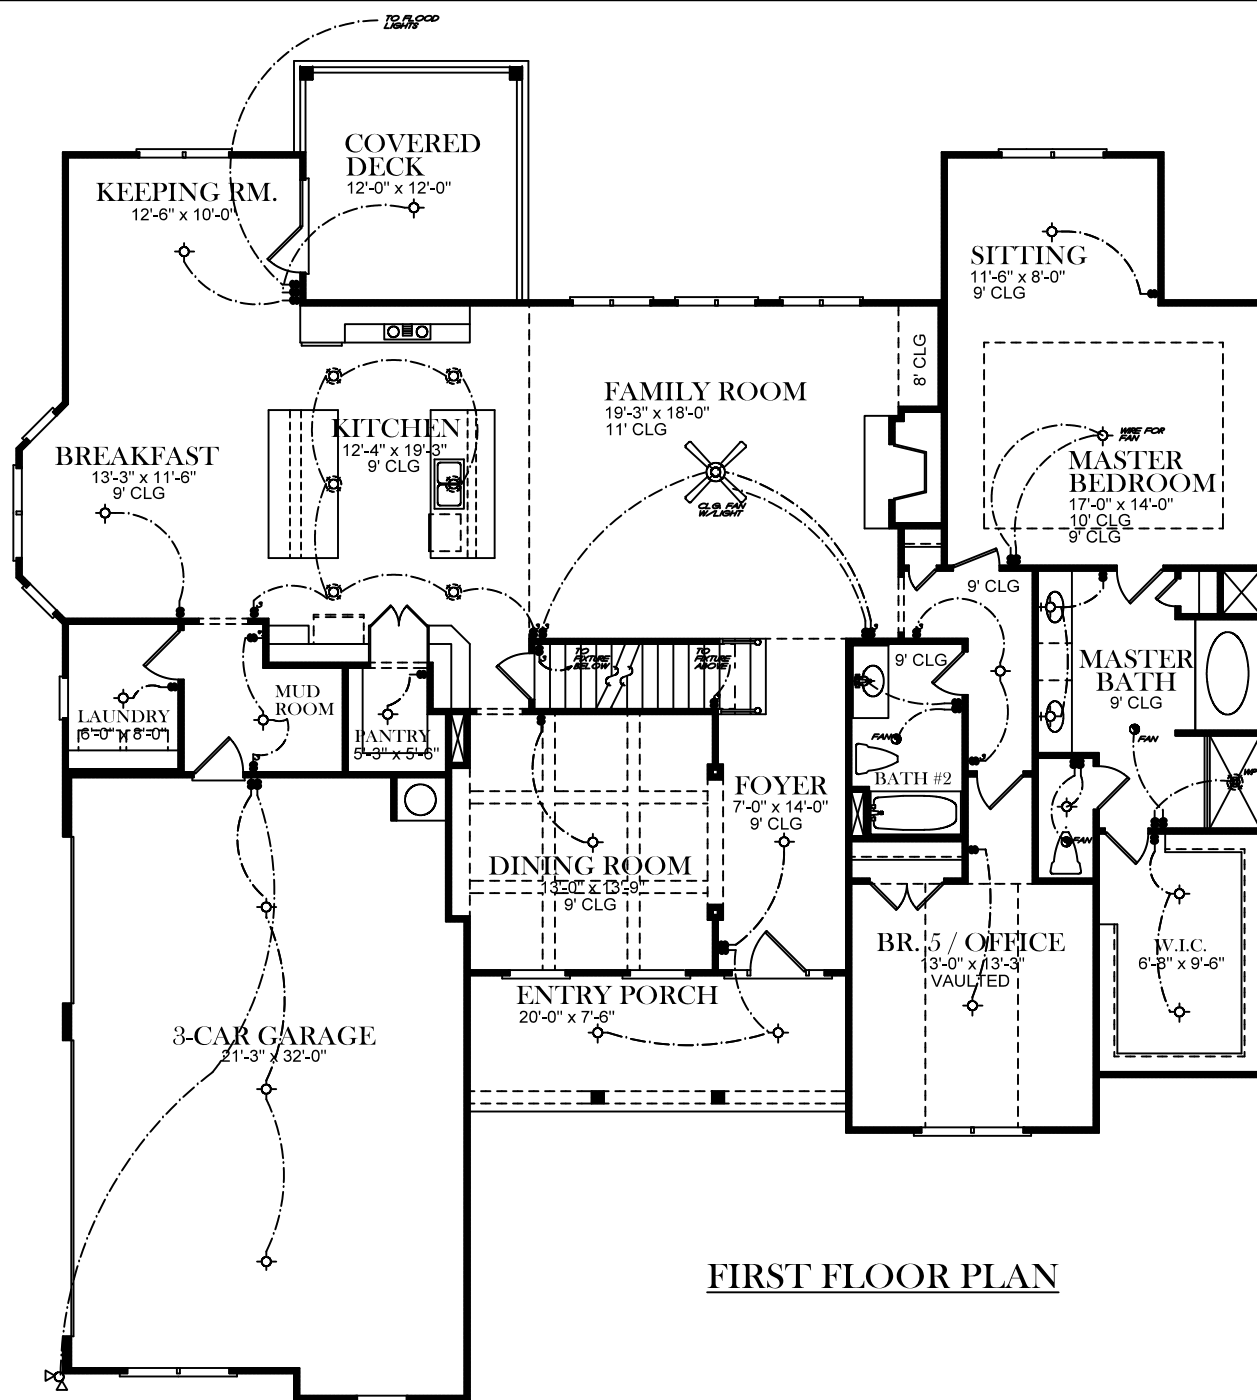 TO FLOOD
LIGHTS
COVERED
DECK
12'-0" x 12'-0"
KEEPING RM.
12'-6" x 10'-0"
SITTING
11'-6" x 8'-0"
9' CLG
8' CLG
FAMILY ROOM
19'-3" x 18'-0"
11' CLG
KITCHEN
12'-4" x 19'-3"
9' CLG
BREAKFAST
13'-3" x 11'-6"
9' CLG
WIRE FOR
FAN
MASTER
BEDROOM
17'-0" x 14'-0"
10' CLG
9' CLG
CLG. FAN
W/LIGHT
9' CLG
TO
FIXTURE
BELOW
TO
FIXTURE
ABOVE
9' CLG
MASTER
BATH
9' CLG
MUD
ROOM
LAUNDRY
6'-0" x 8'-0"
PANTRY
5'-3" x 5'-6"
FAN
FAN
BATH #2
WP
FOYER
7'-0" x 14'-0"
9' CLG
FAN
DINING ROOM
13'-0" x 13'-9"
9' CLG
BR. 5 / OFFICE
13'-0" x 13'-3"
VAULTED
W.I.C.
6'-8" x 9'-6"
ENTRY PORCH
20'-0" x 7'-6"
3-CAR GARAGE
21'-3" x 32'-0"
FIRST FLOOR PLAN